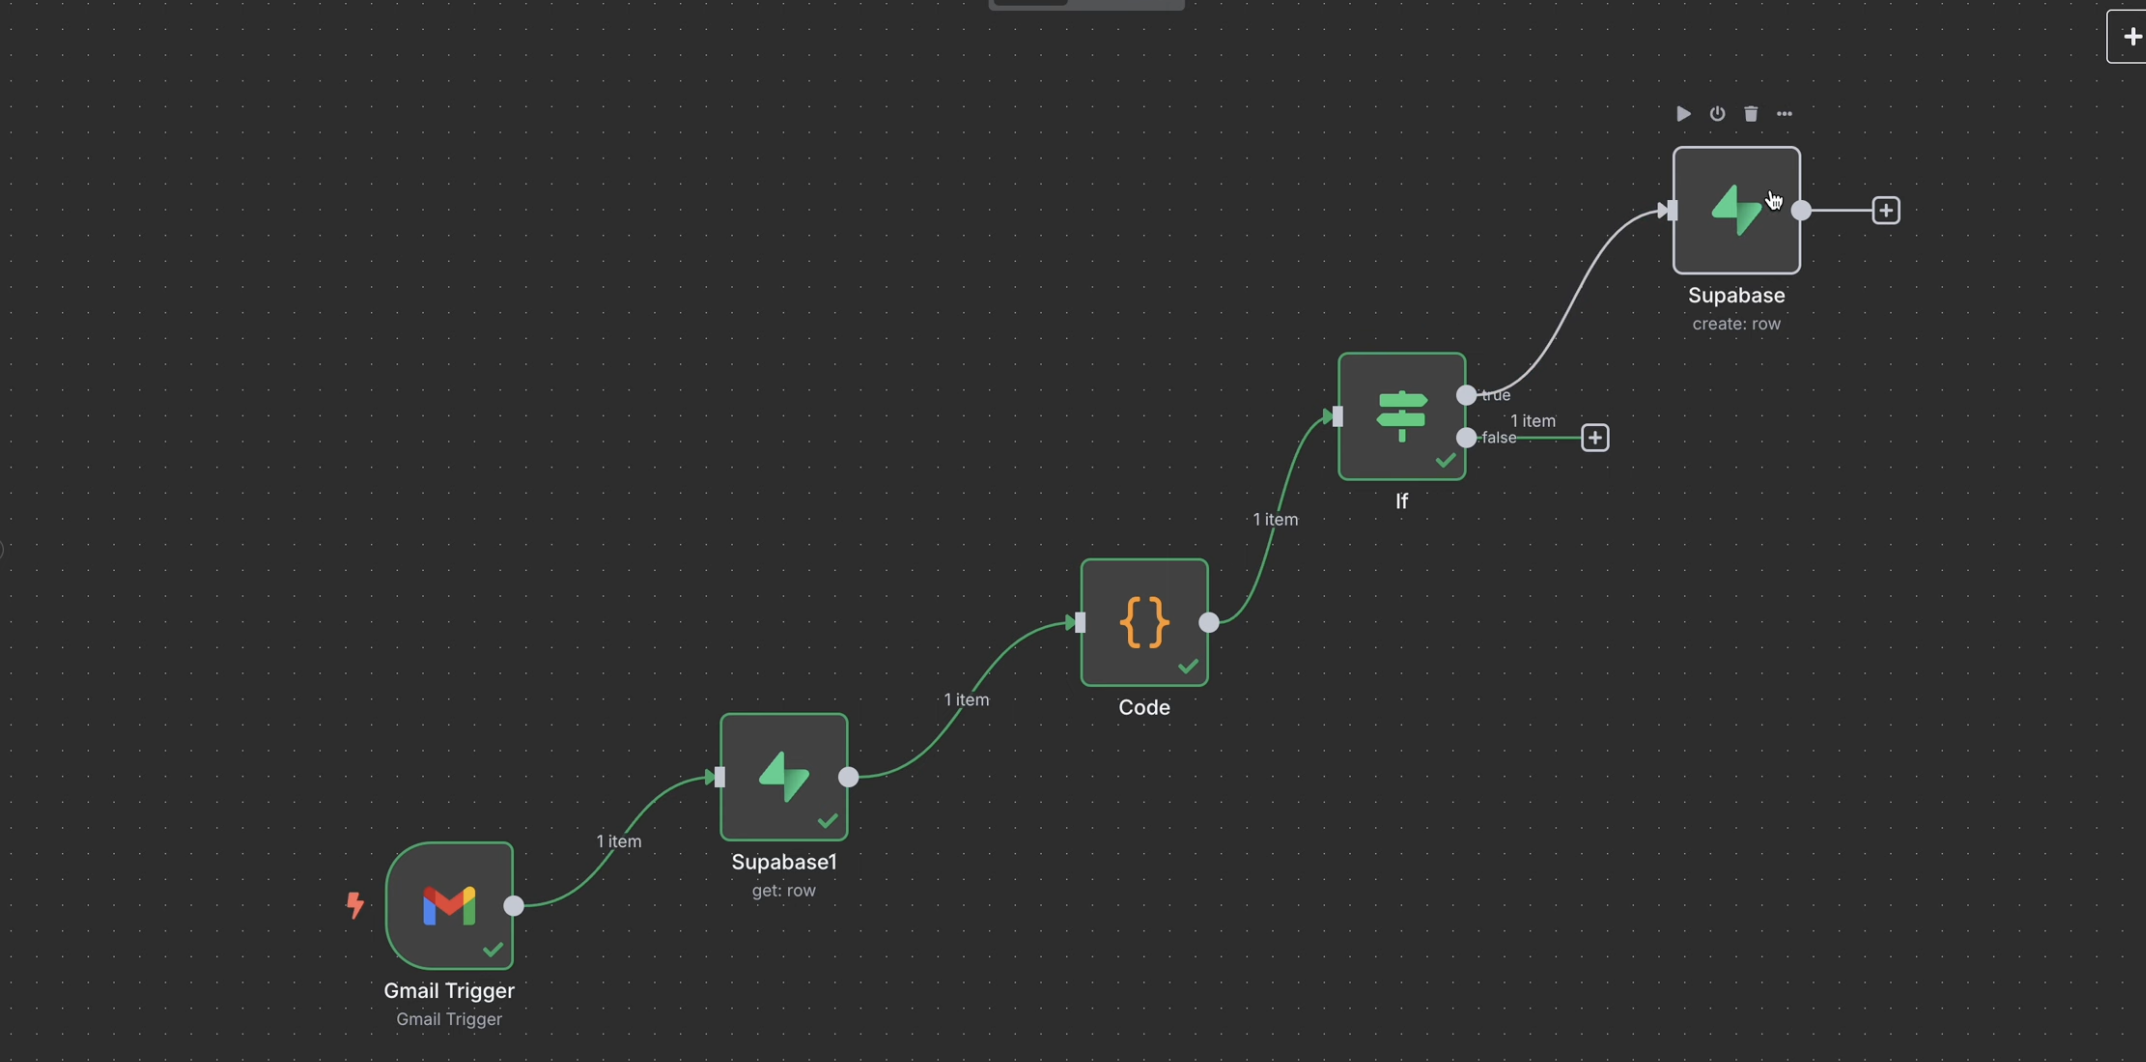 Supabase
create: row
true
1 item
false
If
1 item
Code
1 item
Supabase1
get: row
1 item
Gmail Trigger
Gmail Trigger